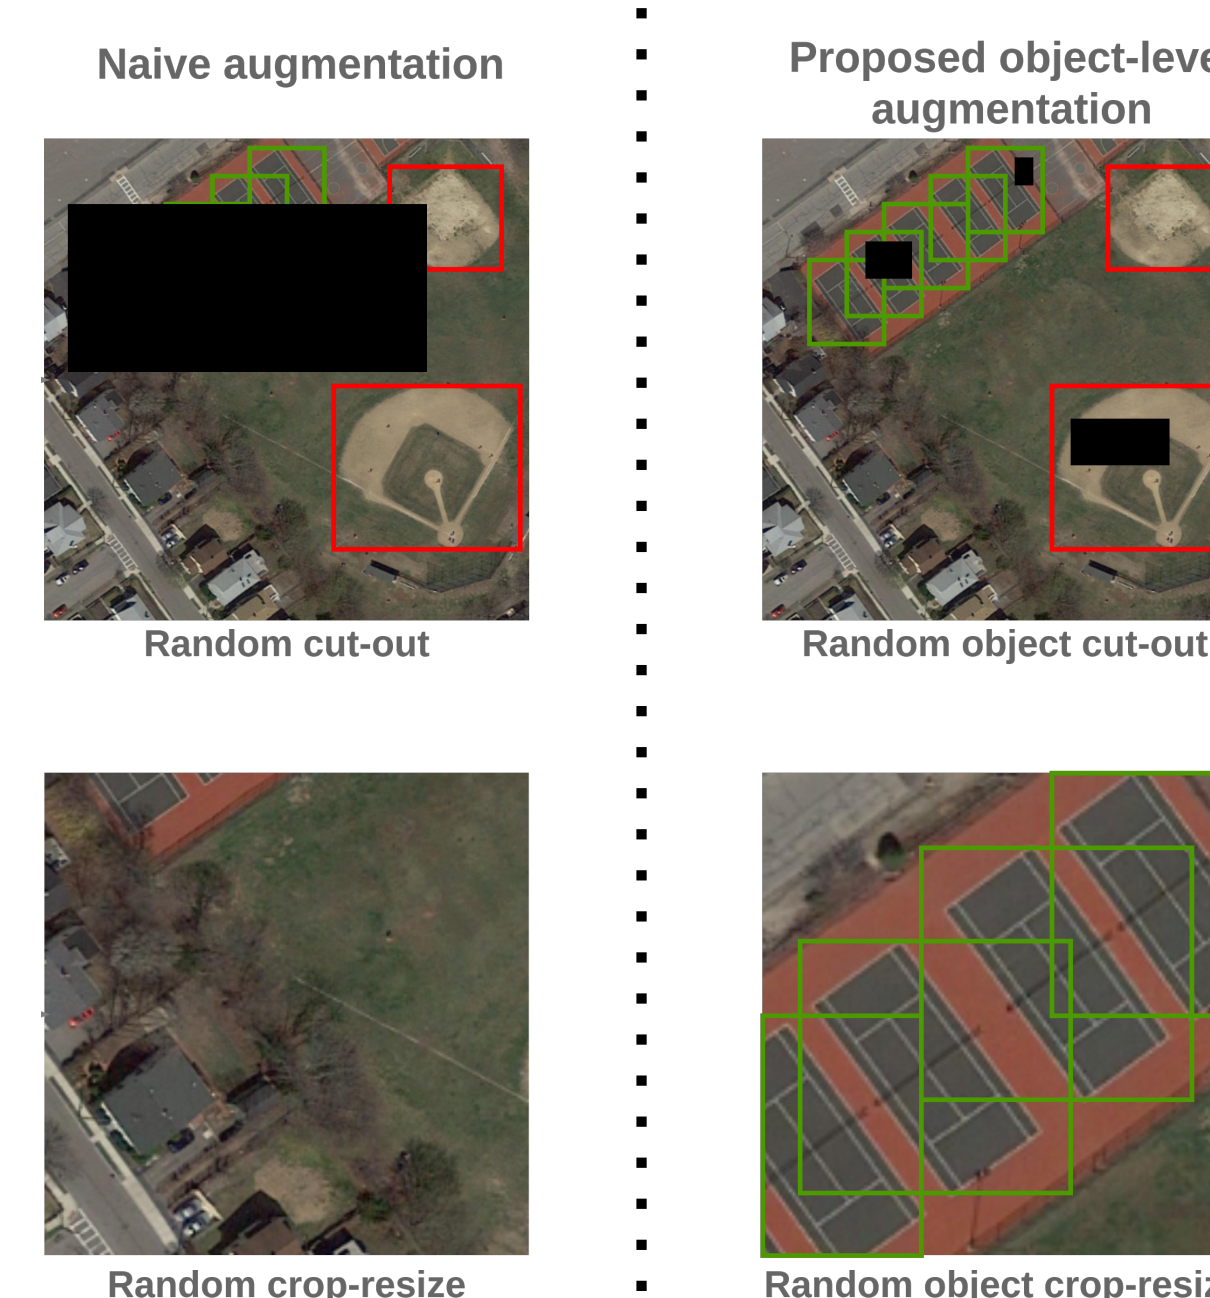 Naive augmentation
Proposed object-leve
augmentation
Random cut-out
Random object cut-out
Random crop-resize
Random object crop-resiz